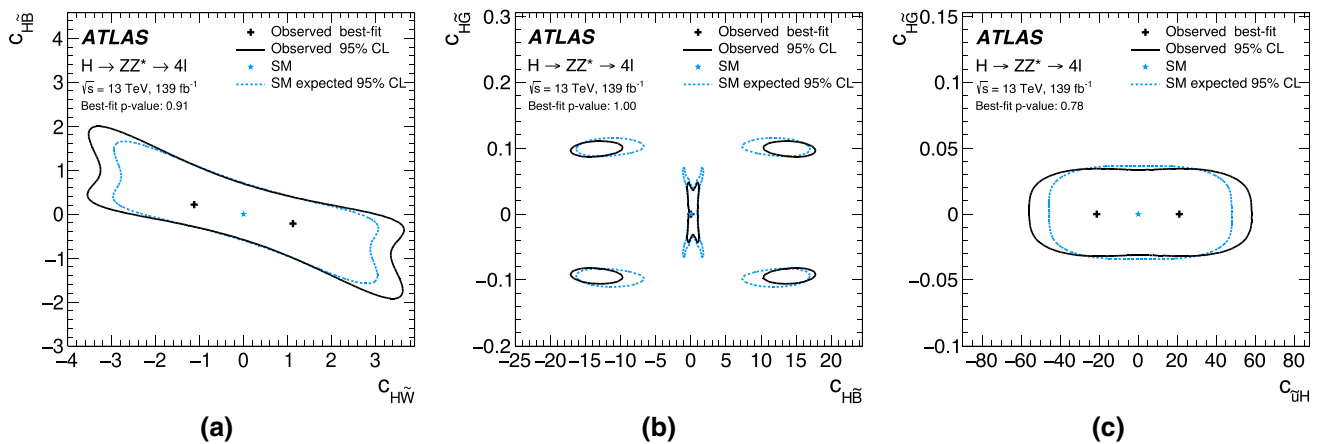 c_{HB̃}
4
3
2
1
0
−1
−2
−3
ATLAS
H → ZZ* → 4l
√s = 13 TeV, 139 fb⁻¹
Best-fit p-value: 0.91
Observed best-fit
Observed 95% CL
SM
SM expected 95% CL
−4 −3 −2 −1 0 1 2 3
c_{HW̃}
(a)
c_{HG̃}
0.3
0.2
0.1
0
−0.1
−0.2
ATLAS
H → ZZ* → 4l
√s = 13 TeV, 139 fb⁻¹
Best-fit p-value: 1.00
Observed best-fit
Observed 95% CL
SM
SM expected 95% CL
−25 −20 −15 −10 −5 0 5 10 15 20
c_{HB̃}
(b)
c_{HG̃}
0.15
0.1
0.05
0
−0.05
−0.1
ATLAS
H → ZZ* → 4l
√s = 13 TeV, 139 fb⁻¹
Best-fit p-value: 0.78
Observed best-fit
Observed 95% CL
SM
SM expected 95% CL
−80 −60 −40 −20 0 20 40 60 80
c_{ũH}
(c)